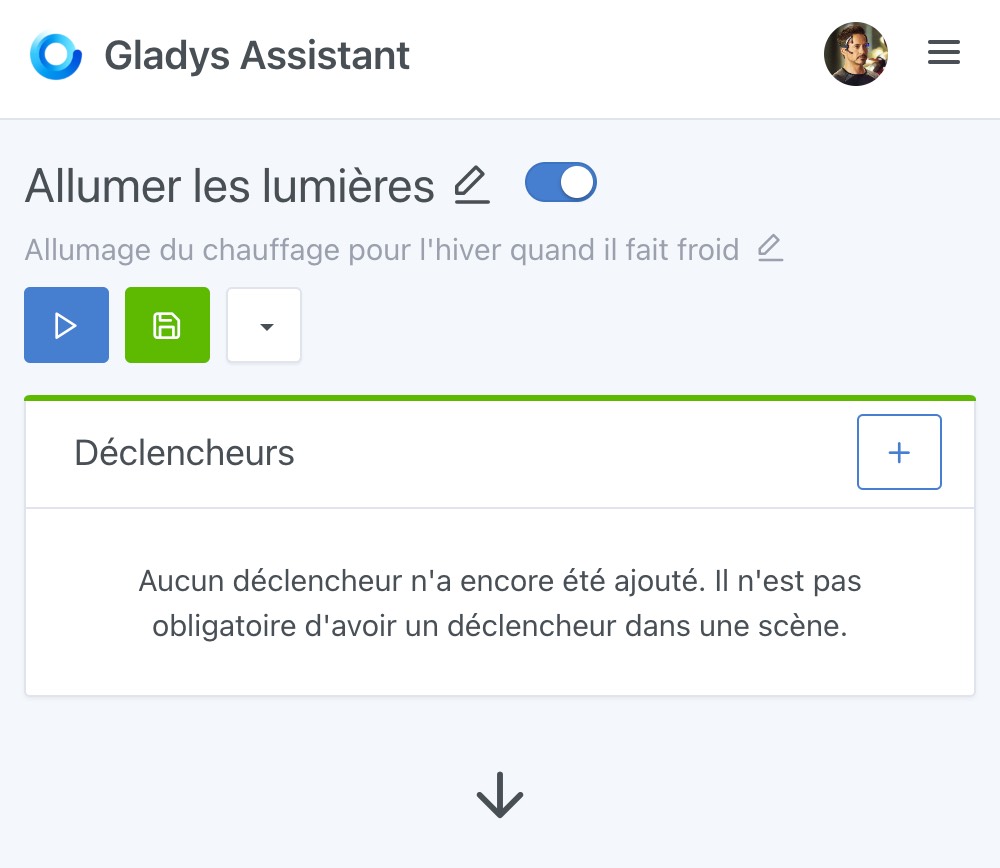 Gladys Assistant
Allumer les lumières
Allumage du chauffage pour l'hiver quand il fait froid
Déclencheurs
Aucun déclencheur n'a encore été ajouté. Il n'est pas
obligatoire d'avoir un déclencheur dans une scène.